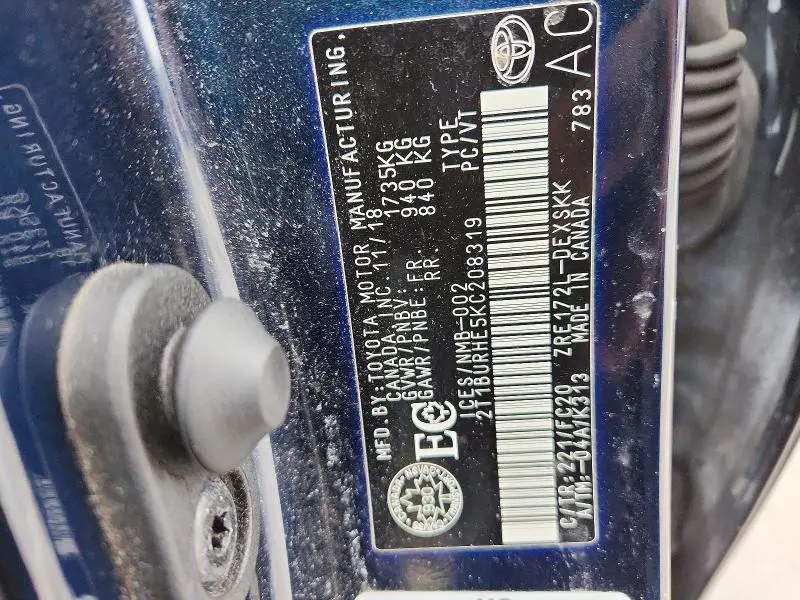 MFD. BY: TOYOTA MOTOR MANUFACTURING,
CANADA INC. 11/18
GVWR/PNBV: 1735KG
GAWR/PNBE: FR. 940 KG
RR. 840 KG
ICES/NMB-002 TYPE
2T1BURHE5KC208319 PC/VT
EC
C/TR: 221/FC20 ZRE172L-DEXSKK
A/TM: -04A/K313 MADE IN CANADA
783 AC